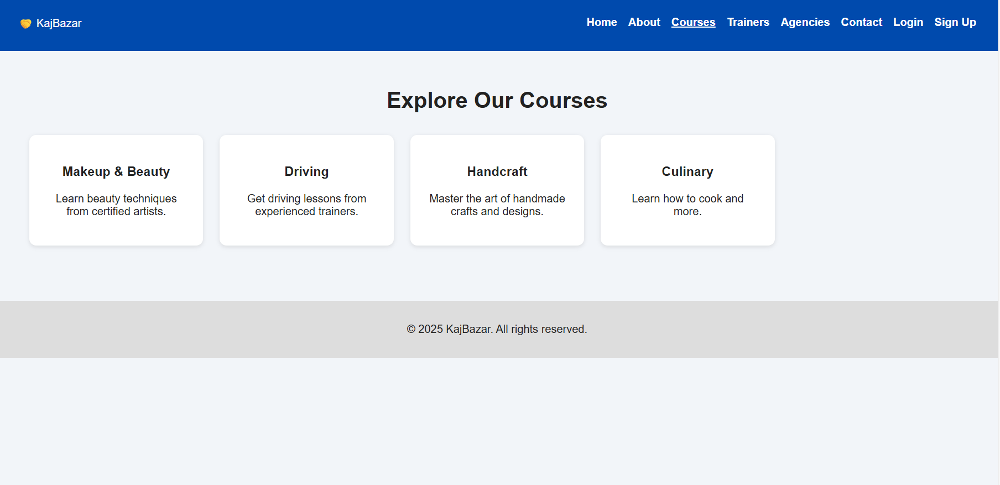 KajBazar
Home About Courses Trainers Agencies Contact Login Sign Up
Explore Our Courses
Makeup & Beauty
Learn beauty techniques
from certified artists.
Driving
Get driving lessons from
experienced trainers.
Handcraft
Master the art of handmade
crafts and designs.
Culinary
Learn how to cook and
more.
© 2025 KajBazar. All rights reserved.